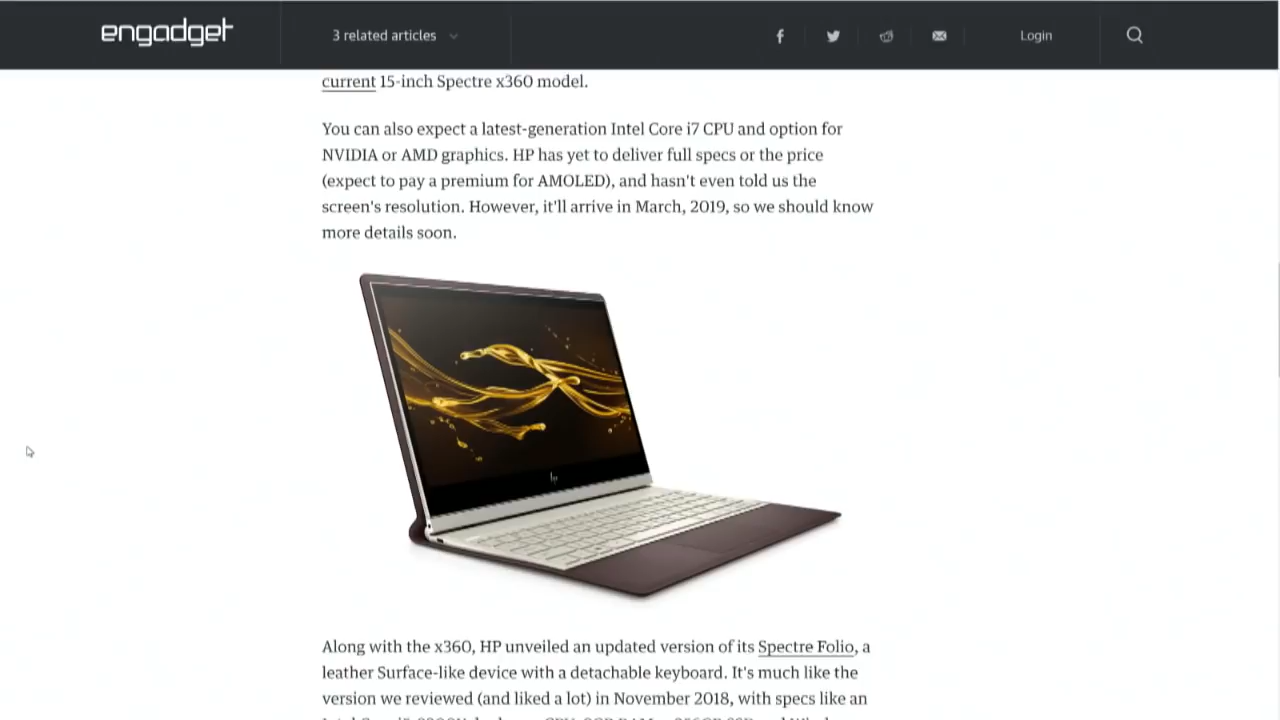 engadget
3 related articles
Login
current 15-inch Spectre x360 model.
You can also expect a latest-generation Intel Core i7 CPU and option for
NVIDIA or AMD graphics. HP has yet to deliver full specs or the price
(expect to pay a premium for AMOLED), and hasn't even told us the
screen's resolution. However, it'll arrive in March, 2019, so we should know
more details soon.
hp
Along with the x360, HP unveiled an updated version of its Spectre Folio, a
leather Surface-like device with a detachable keyboard. It's much like the
version we reviewed (and liked a lot) in November 2018, with specs like an